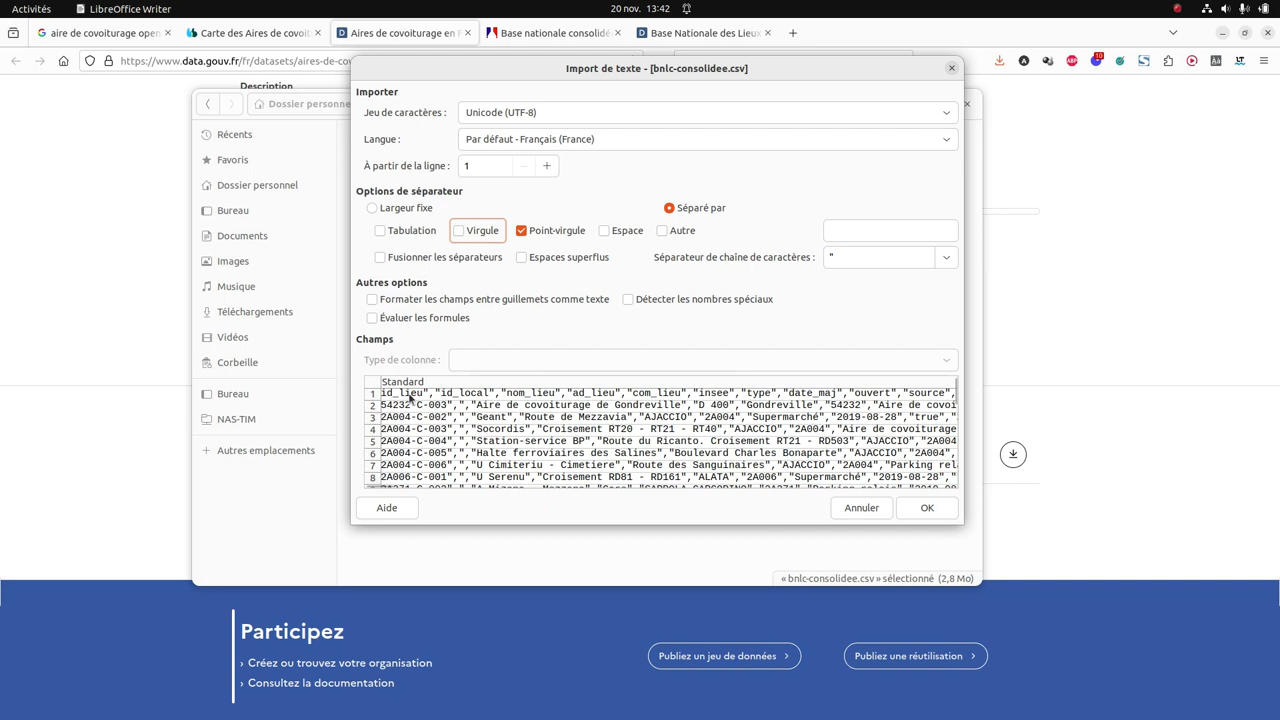 Activités
LibreOffice Writer
20 nov. 13:42
aire de covoiturage open
Carte des Aires de covoit
Aires de covoiturage en F
Base nationale consolidé
Base Nationale des Lieux
https://www.data.gouv.fr/fr/datasets/aires-de-co
10
Description
Dossier personne
Récents
Favoris
Dossier personnel
Bureau
Documents
Images
Musique
Téléchargements
Vidéos
Corbeille
Bureau
NAS-TIM
Autres emplacements
Import de texte - [bnlc-consolidee.csv]
Importer
Jeu de caractères : Unicode (UTF-8)
Langue : Par défaut - Français (France)
À partir de la ligne : 1
Options de séparateur
Largeur fixe
Séparé par
Tabulation
Virgule
Point-virgule
Espace
Autre
Fusionner les séparateurs
Espaces superflus
Séparateur de chaîne de caractères : "
Autres options
Formater les champs entre guillemets comme texte
Détecter les nombres spéciaux
Évaluer les formules
Champs
Type de colonne :
Standard
1 id_lieu","id_local","nom_lieu","ad_lieu","com_lieu","insee","type","date_maj","ouvert","source",
2 54232-C-003",","Aire de covoiturage de Gondreville","D 400","Gondreville","54232","Aire de covoi
3 2A004-C-002",","Geant","Route de Mezzavia","AJACCIO","2A004","Supermarché","2019-08-28","true","
4 2A004-C-003",","Socordis","Croisement RT20 - RT21 - RT40","AJACCIO","2A004","Aire de covoiturage
5 2A004-C-004",","Station-service BP","Route du Ricanto. Croisement RT21 - RD503","AJACCIO","2A004
6 2A004-C-005",","Halte ferroviaires des Salines","Boulevard Charles Bonaparte","AJACCIO","2A004",
7 2A004-C-006",","U Cimiteriu - Cimetiere","Route des Sanguinaires","AJACCIO","2A004","Parking rel
8 2A006-C-001",","U Serenu","Croisement RD81 - RD161","ALATA","2A006","Supermarché","2019-08-28","
Aide
Annuler
OK
« bnlc-consolidee.csv » sélectionné (2,8 Mo)
Participez
› Créez ou trouvez votre organisation
› Consultez la documentation
Publiez un jeu de données
Publiez une réutilisation